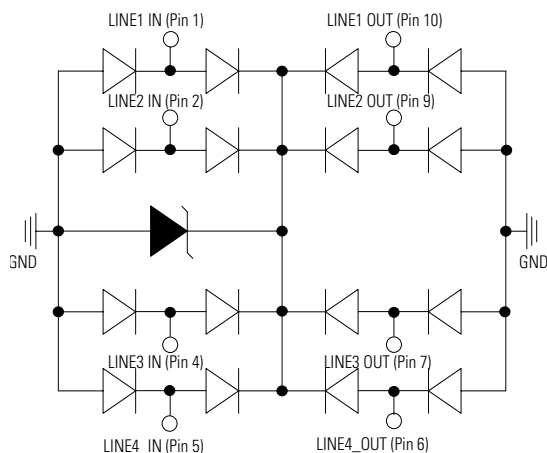 LINE1 IN (Pin 1)
LINE1 OUT (Pin 10)
LINE2 IN (Pin 2)
LINE2 OUT (Pin 9)
GND
GND
LINE3 IN (Pin 4)
LINE3 OUT (Pin 7)
LINE4 IN (Pin 5)
LINE4_OUT (Pin 6)